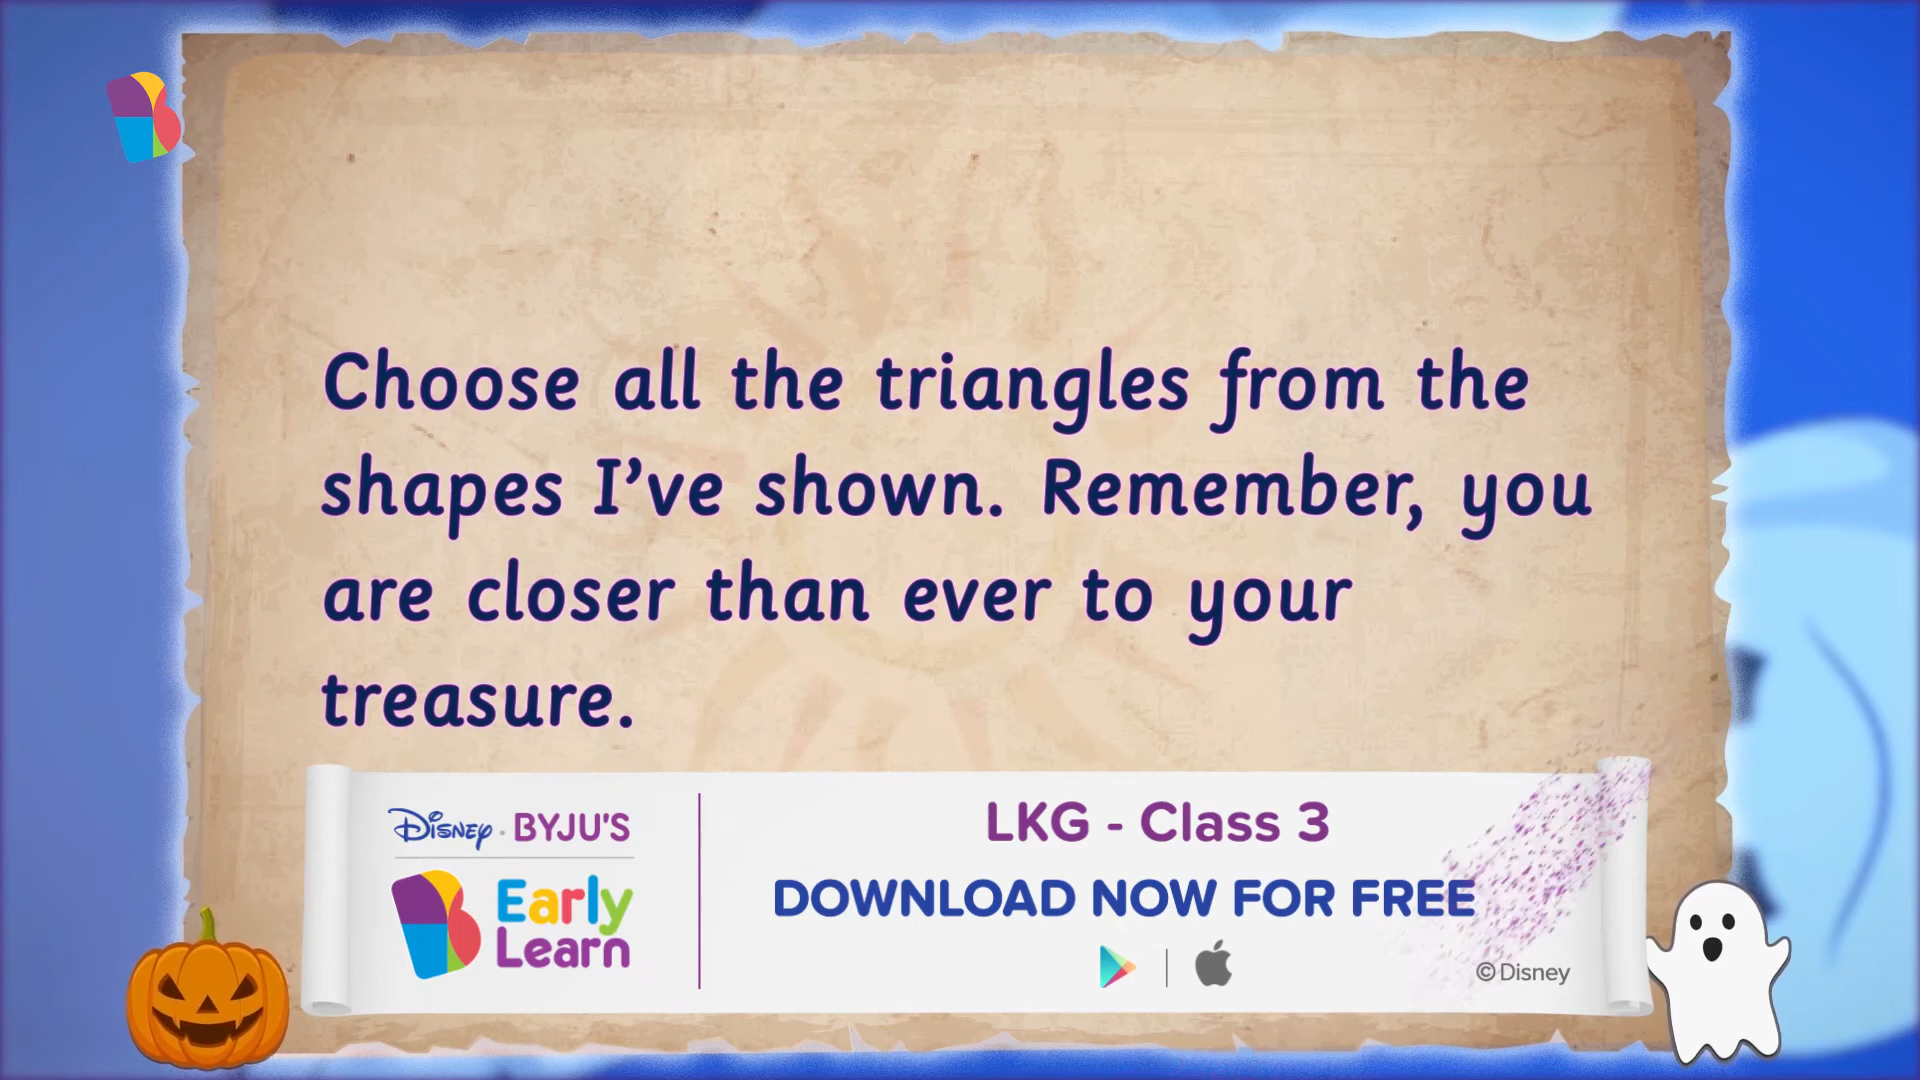 Choose all the triangles from the
shapes I've shown. Remember, you
are closer than ever to your
treasure.
Disney · BYJU'S
Early
Learn
LKG - Class 3
DOWNLOAD NOW FOR FREE
© Disney